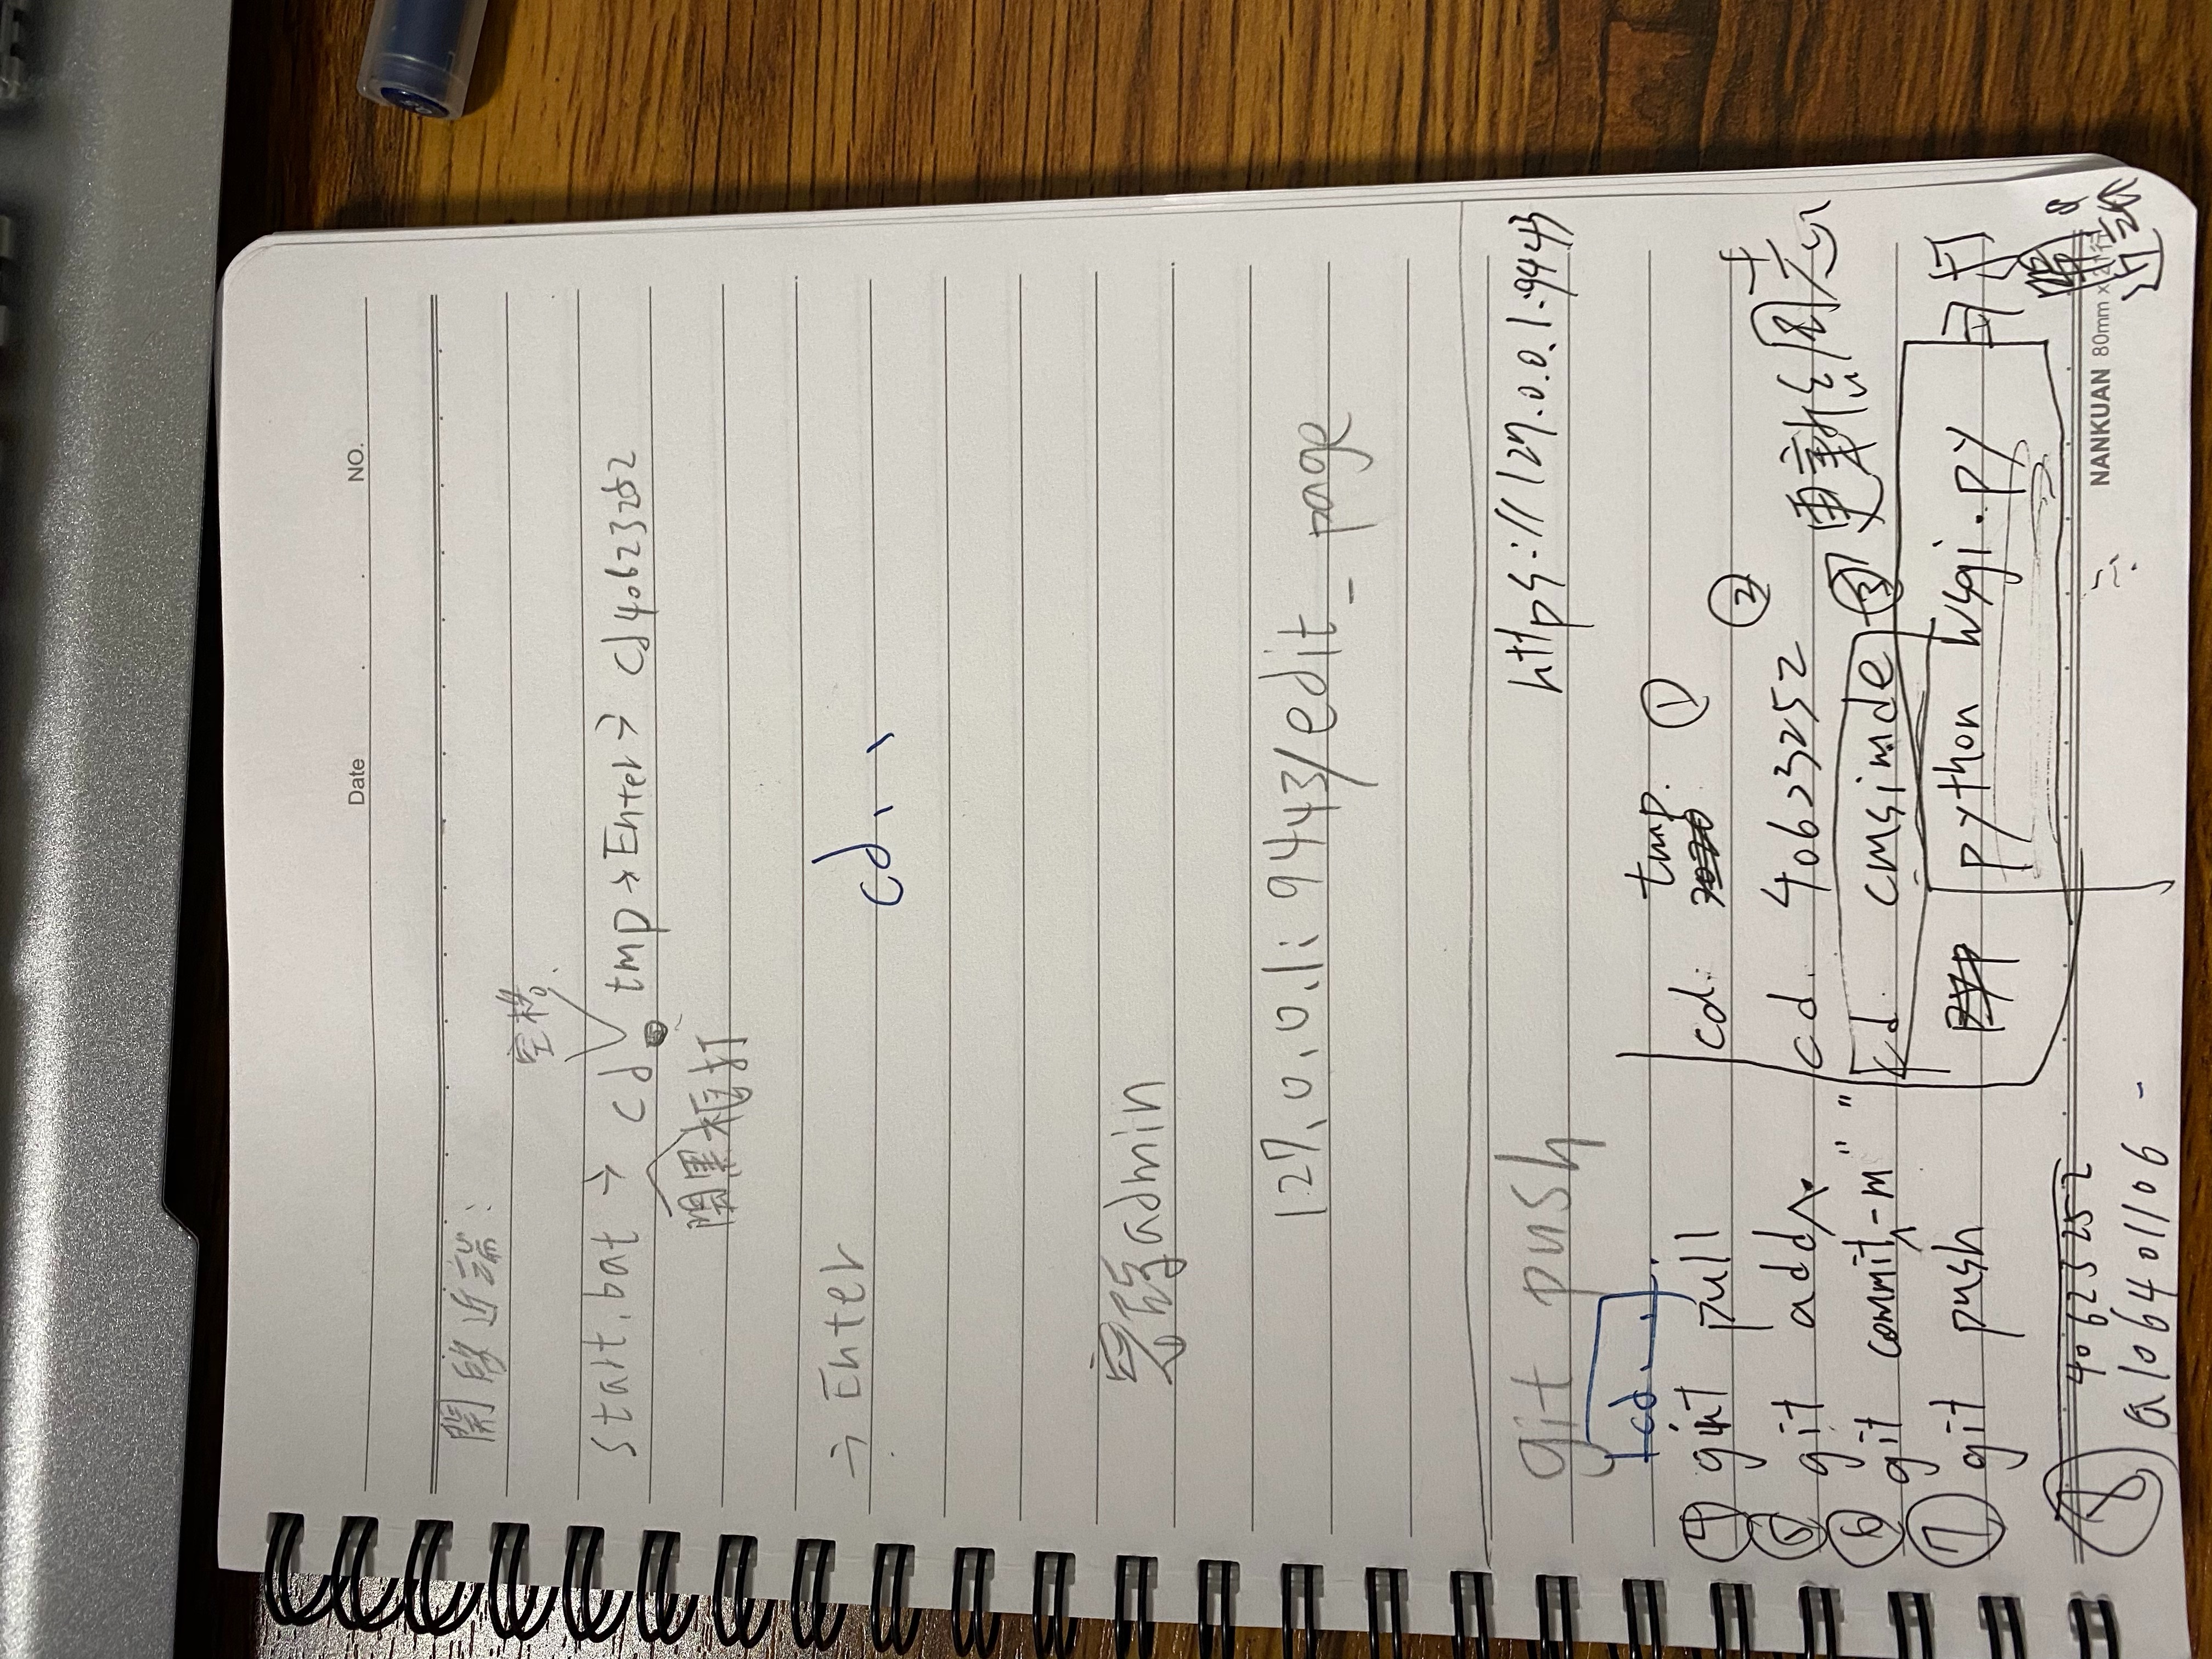 Date . . NO.
開啟近端:
空格
start.bat → cd tmp → Enter → cd 40623252
開黑框打
→ Enter
cd..
密碼admin
127.0.0.1:9443/edit_page
git push
https://127.0.0.1:9443
cd..
tmp. ①
④ git pull
cd.
⑤ git add .
cd. 40623252 ②
⑥ git commit -m " "
cd. cmsimde ③
更新
⑦ git push
python wsgi.py → 打開近端
⑧ 40623252
a106401106
NANKUAN 80mm x 21行